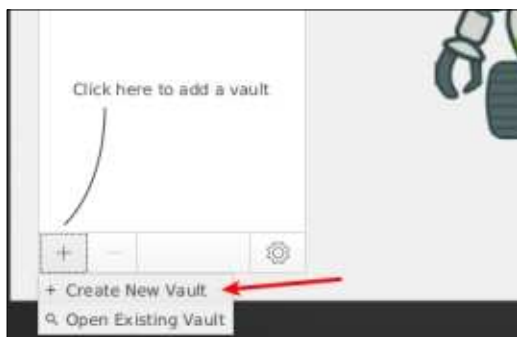 Click here to add a vault
+ Create New Vault
Open Existing Vault